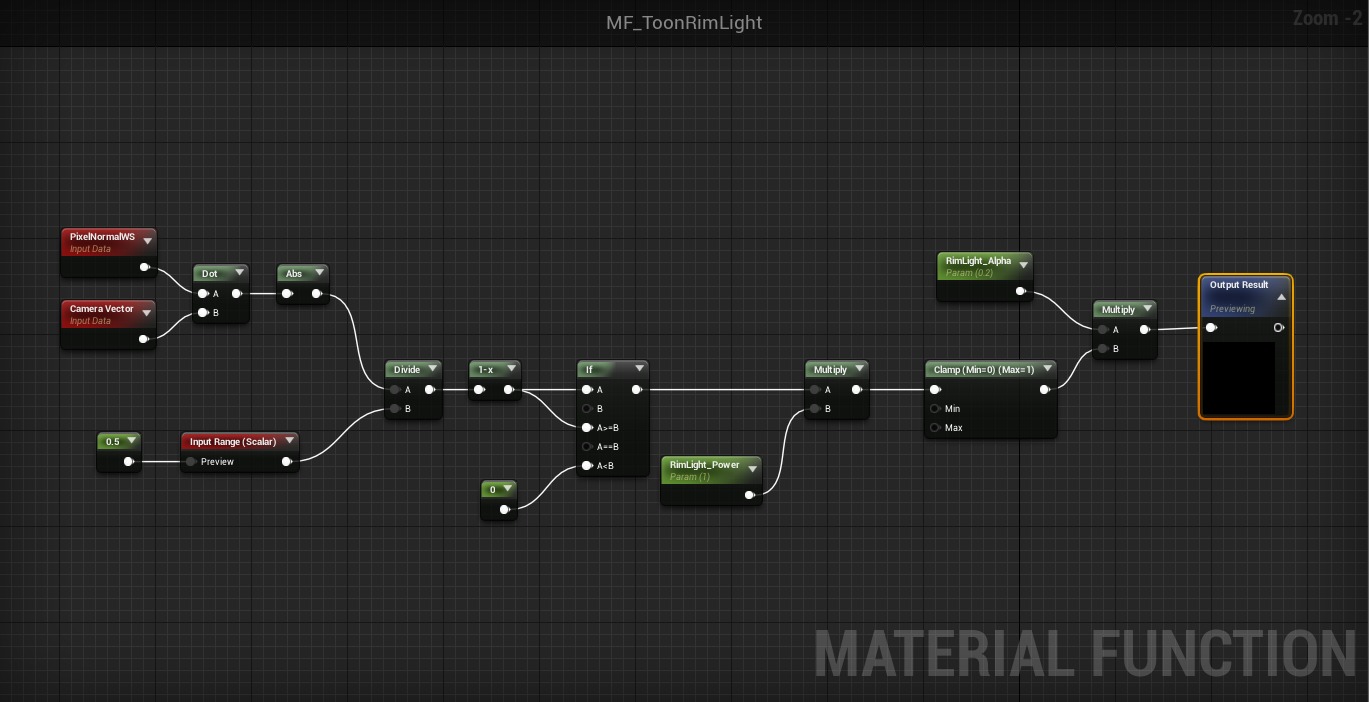 MF_ToonRimLight
Zoom -2
PixelNormalWS
Input Data
Camera Vector
Input Data
Dot
A
B
Abs
Divide
A
B
0.5
Input Range (Scalar)
Preview
1-x
If
A
B
A>=B
A==B
A<B
0
RimLight_Power
Param (1)
Multiply
A
B
RimLight_Alpha
Param (0.2)
Clamp (Min=0) (Max=1)
Min
Max
Multiply
A
B
Output Result
Previewing
MATERIAL FUNCTION